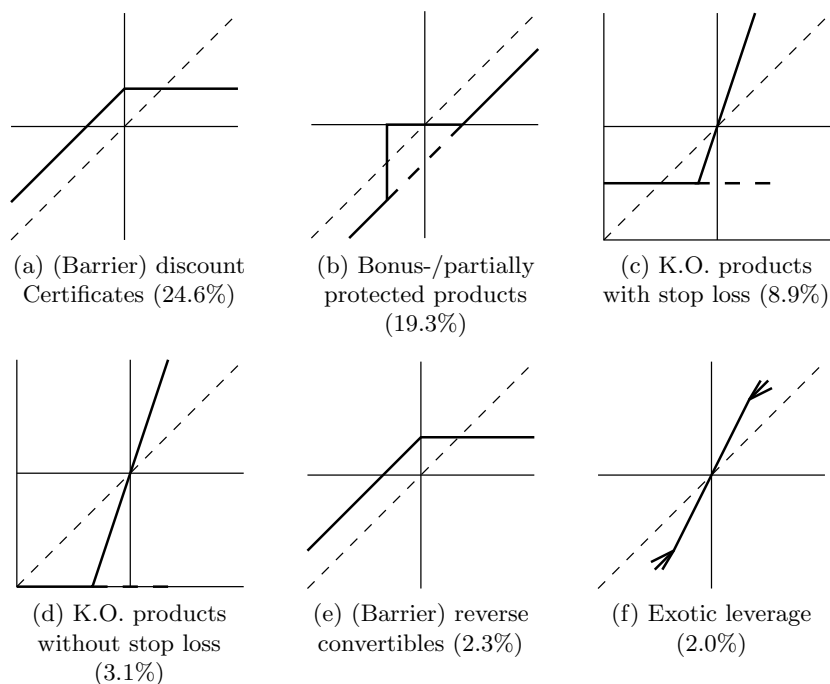 (a) (Barrier) discount
Certificates (24.6%)
(b) Bonus-/partially
protected products
(19.3%)
(c) K.O. products
with stop loss (8.9%)
(d) K.O. products
without stop loss
(3.1%)
(e) (Barrier) reverse
convertibles (2.3%)
(f) Exotic leverage
(2.0%)